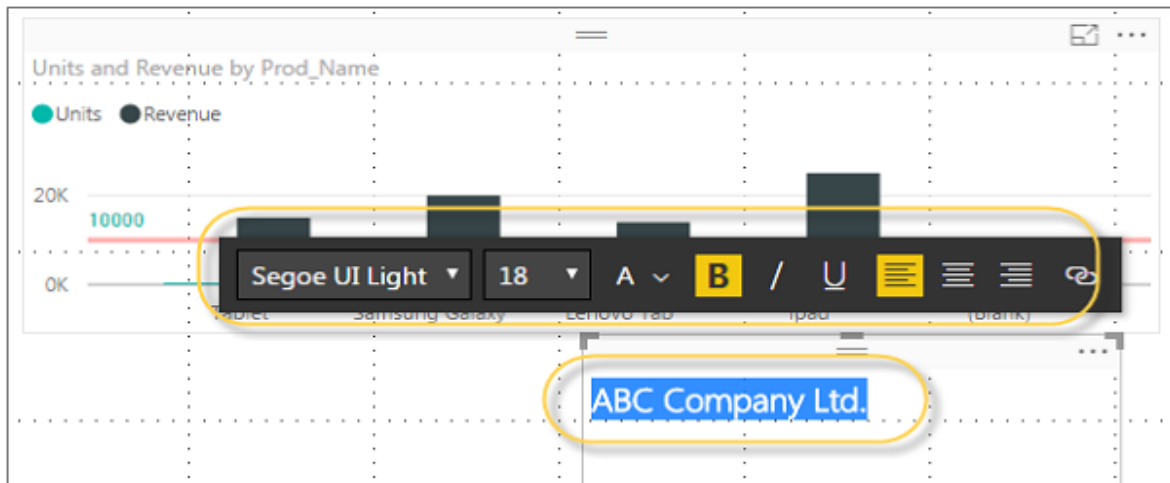 Units and Revenue by Prod_Name
Units Revenue
20K
10000
Segoe UI Light 18 A B / U
0K
Tablet Samsung Galaxy Lenovo Tab Ipad (Blank)
ABC Company Ltd.